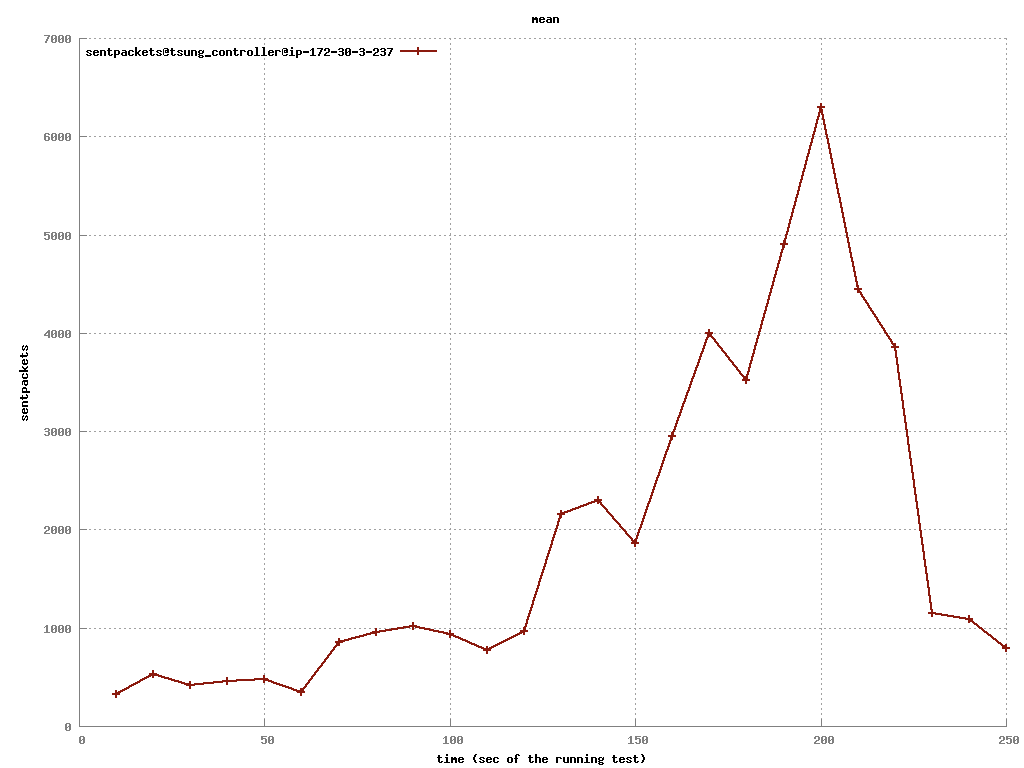 mean
7000
sentpackets@tsung_controller@ip-172-30-3-237
6000
5000
4000
sentpackets
3000
2000
1000
0
0 50 100 150 200 250
time (sec of the running test)